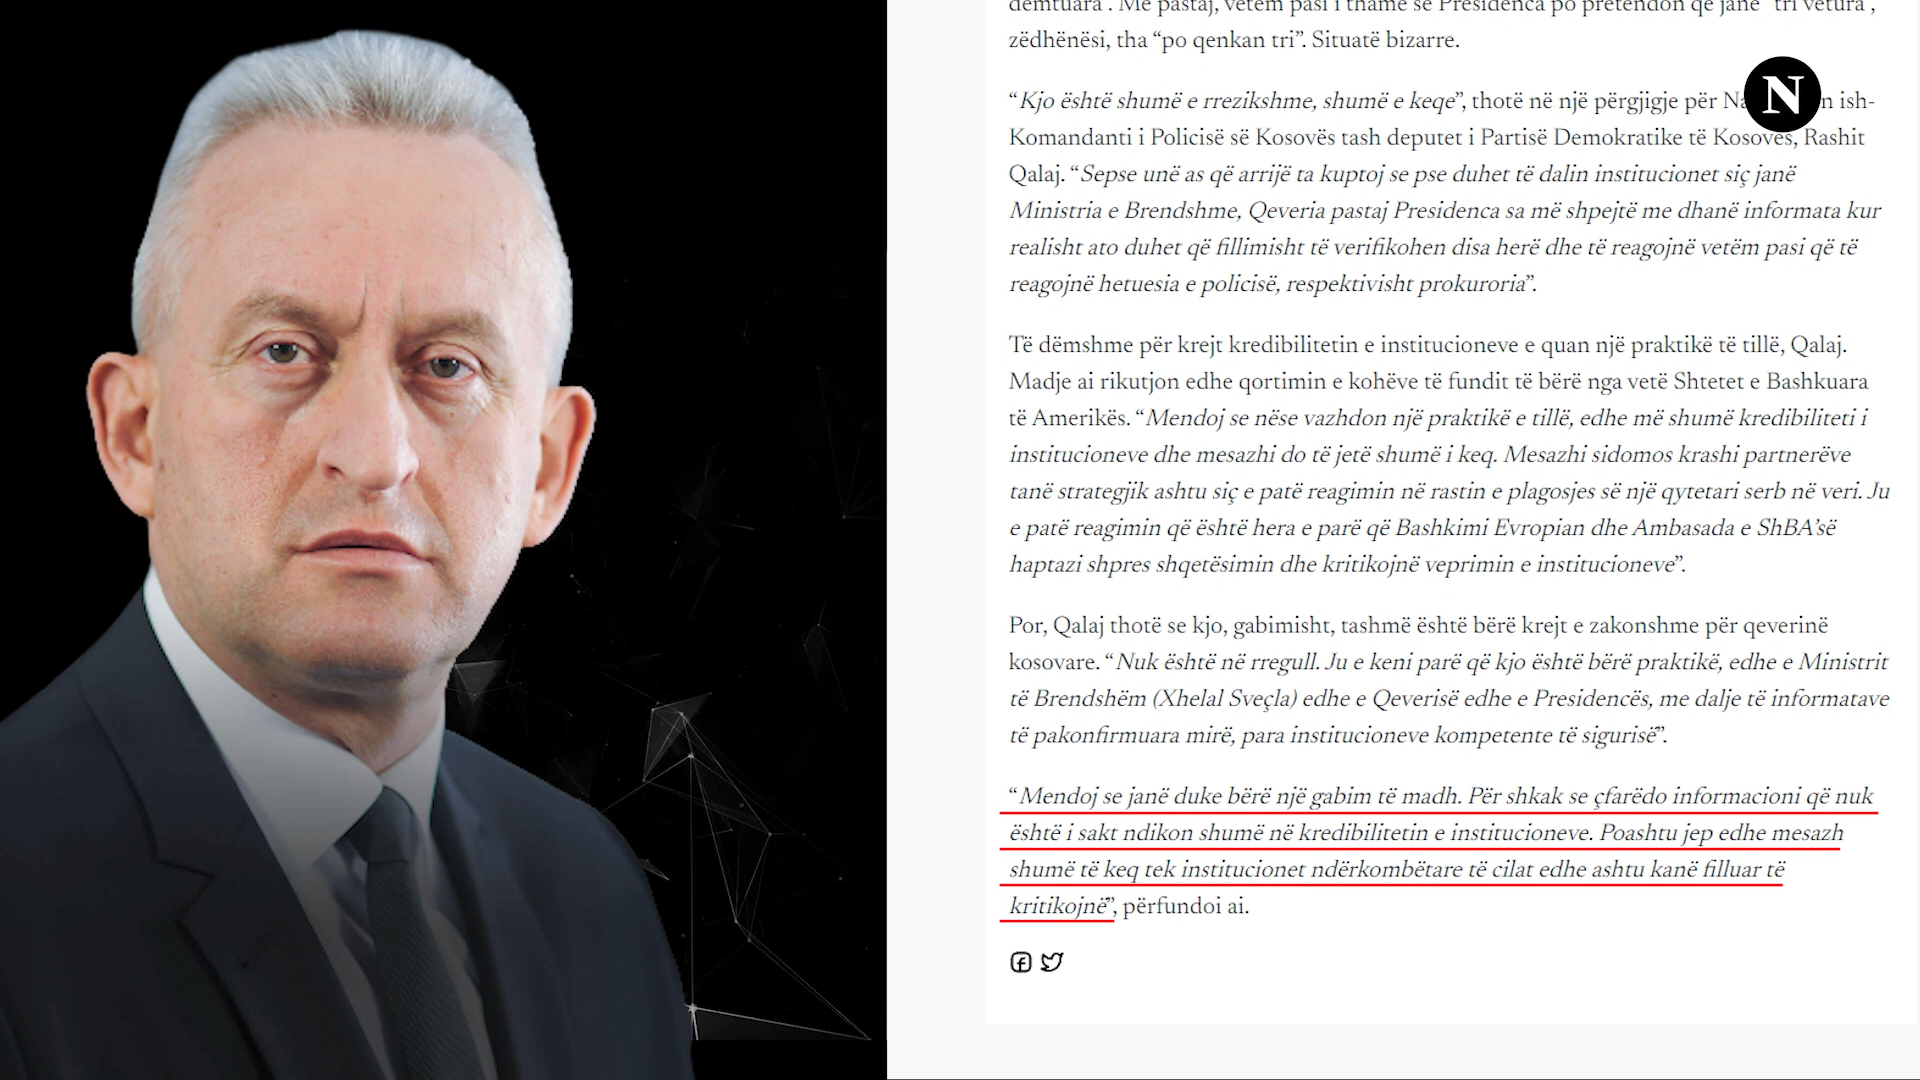 dëmtuara”. Më pastaj, vetëm pasi i thamë se Presidenca po pretendon që janë “tri vetura”,
zëdhënësi, tha “po qenkan tri”. Situatë bizarre.
“Kjo është shumë e rrezikshme, shumë e keqe”, thotë në një përgjigje për
N
ish-
Komandanti i Policisë së Kosovës tash deputet i Partisë Demokratike të Kosovës, Rashit
Qalaj. “Sepse unë as që arrijë ta kuptoj se pse duhet të dalin institucionet siç janë
Ministria e Brendshme, Qeveria pastaj Presidenca sa më shpejtë me dhanë informata kur
realisht ato duhet që fillimisht të verifikohen disa herë dhe të reagojnë vetëm pasi që të
reagojnë hetuesia e policisë, respektivisht prokuroria”.
Të dëmshme për krejt kredibilitetin e institucioneve e quan një praktikë të tillë, Qalaj.
Madje ai rikutjon edhe qortimin e kohëve të fundit të bërë nga vetë Shtetet e Bashkuara
të Amerikës. “Mendoj se nëse vazhdon një praktikë e tillë, edhe më shumë kredibiliteti i
institucioneve dhe mesazhi do të jetë shumë i keq. Mesazhi sidomos krashi partnerëve
tanë strategjik ashtu siç e patë reagimin në rastin e plagosjes së një qytetari serb në veri. Ju
e patë reagimin që është hera e parë që Bashkimi Evropian dhe Ambasada e ShBA’së
haptazi shpres shqetësimin dhe kritikojnë veprimin e institucioneve”.
Por, Qalaj thotë se kjo, gabimisht, tashmë është bërë krejt e zakonshme për qeverinë
kosovare. “Nuk është në rregull. Ju e keni parë që kjo është bërë praktikë, edhe e Ministrit
të Brendshëm (Xhelal Sveçla) edhe e Qeverisë edhe e Presidencës, me dalje të informatave
të pakonfirmuara mirë, para institucioneve kompetente të sigurisë”.
“Mendoj se janë duke bërë një gabim të madh. Për shkak se çfarëdo informacioni që nuk
është i sakt ndikon shumë në kredibilitetin e institucioneve. Poashtu jep edhe mesazh
shumë të keq tek institucionet ndërkombëtare të cilat edhe ashtu kanë filluar të
kritikojnë”, përfundoi ai.